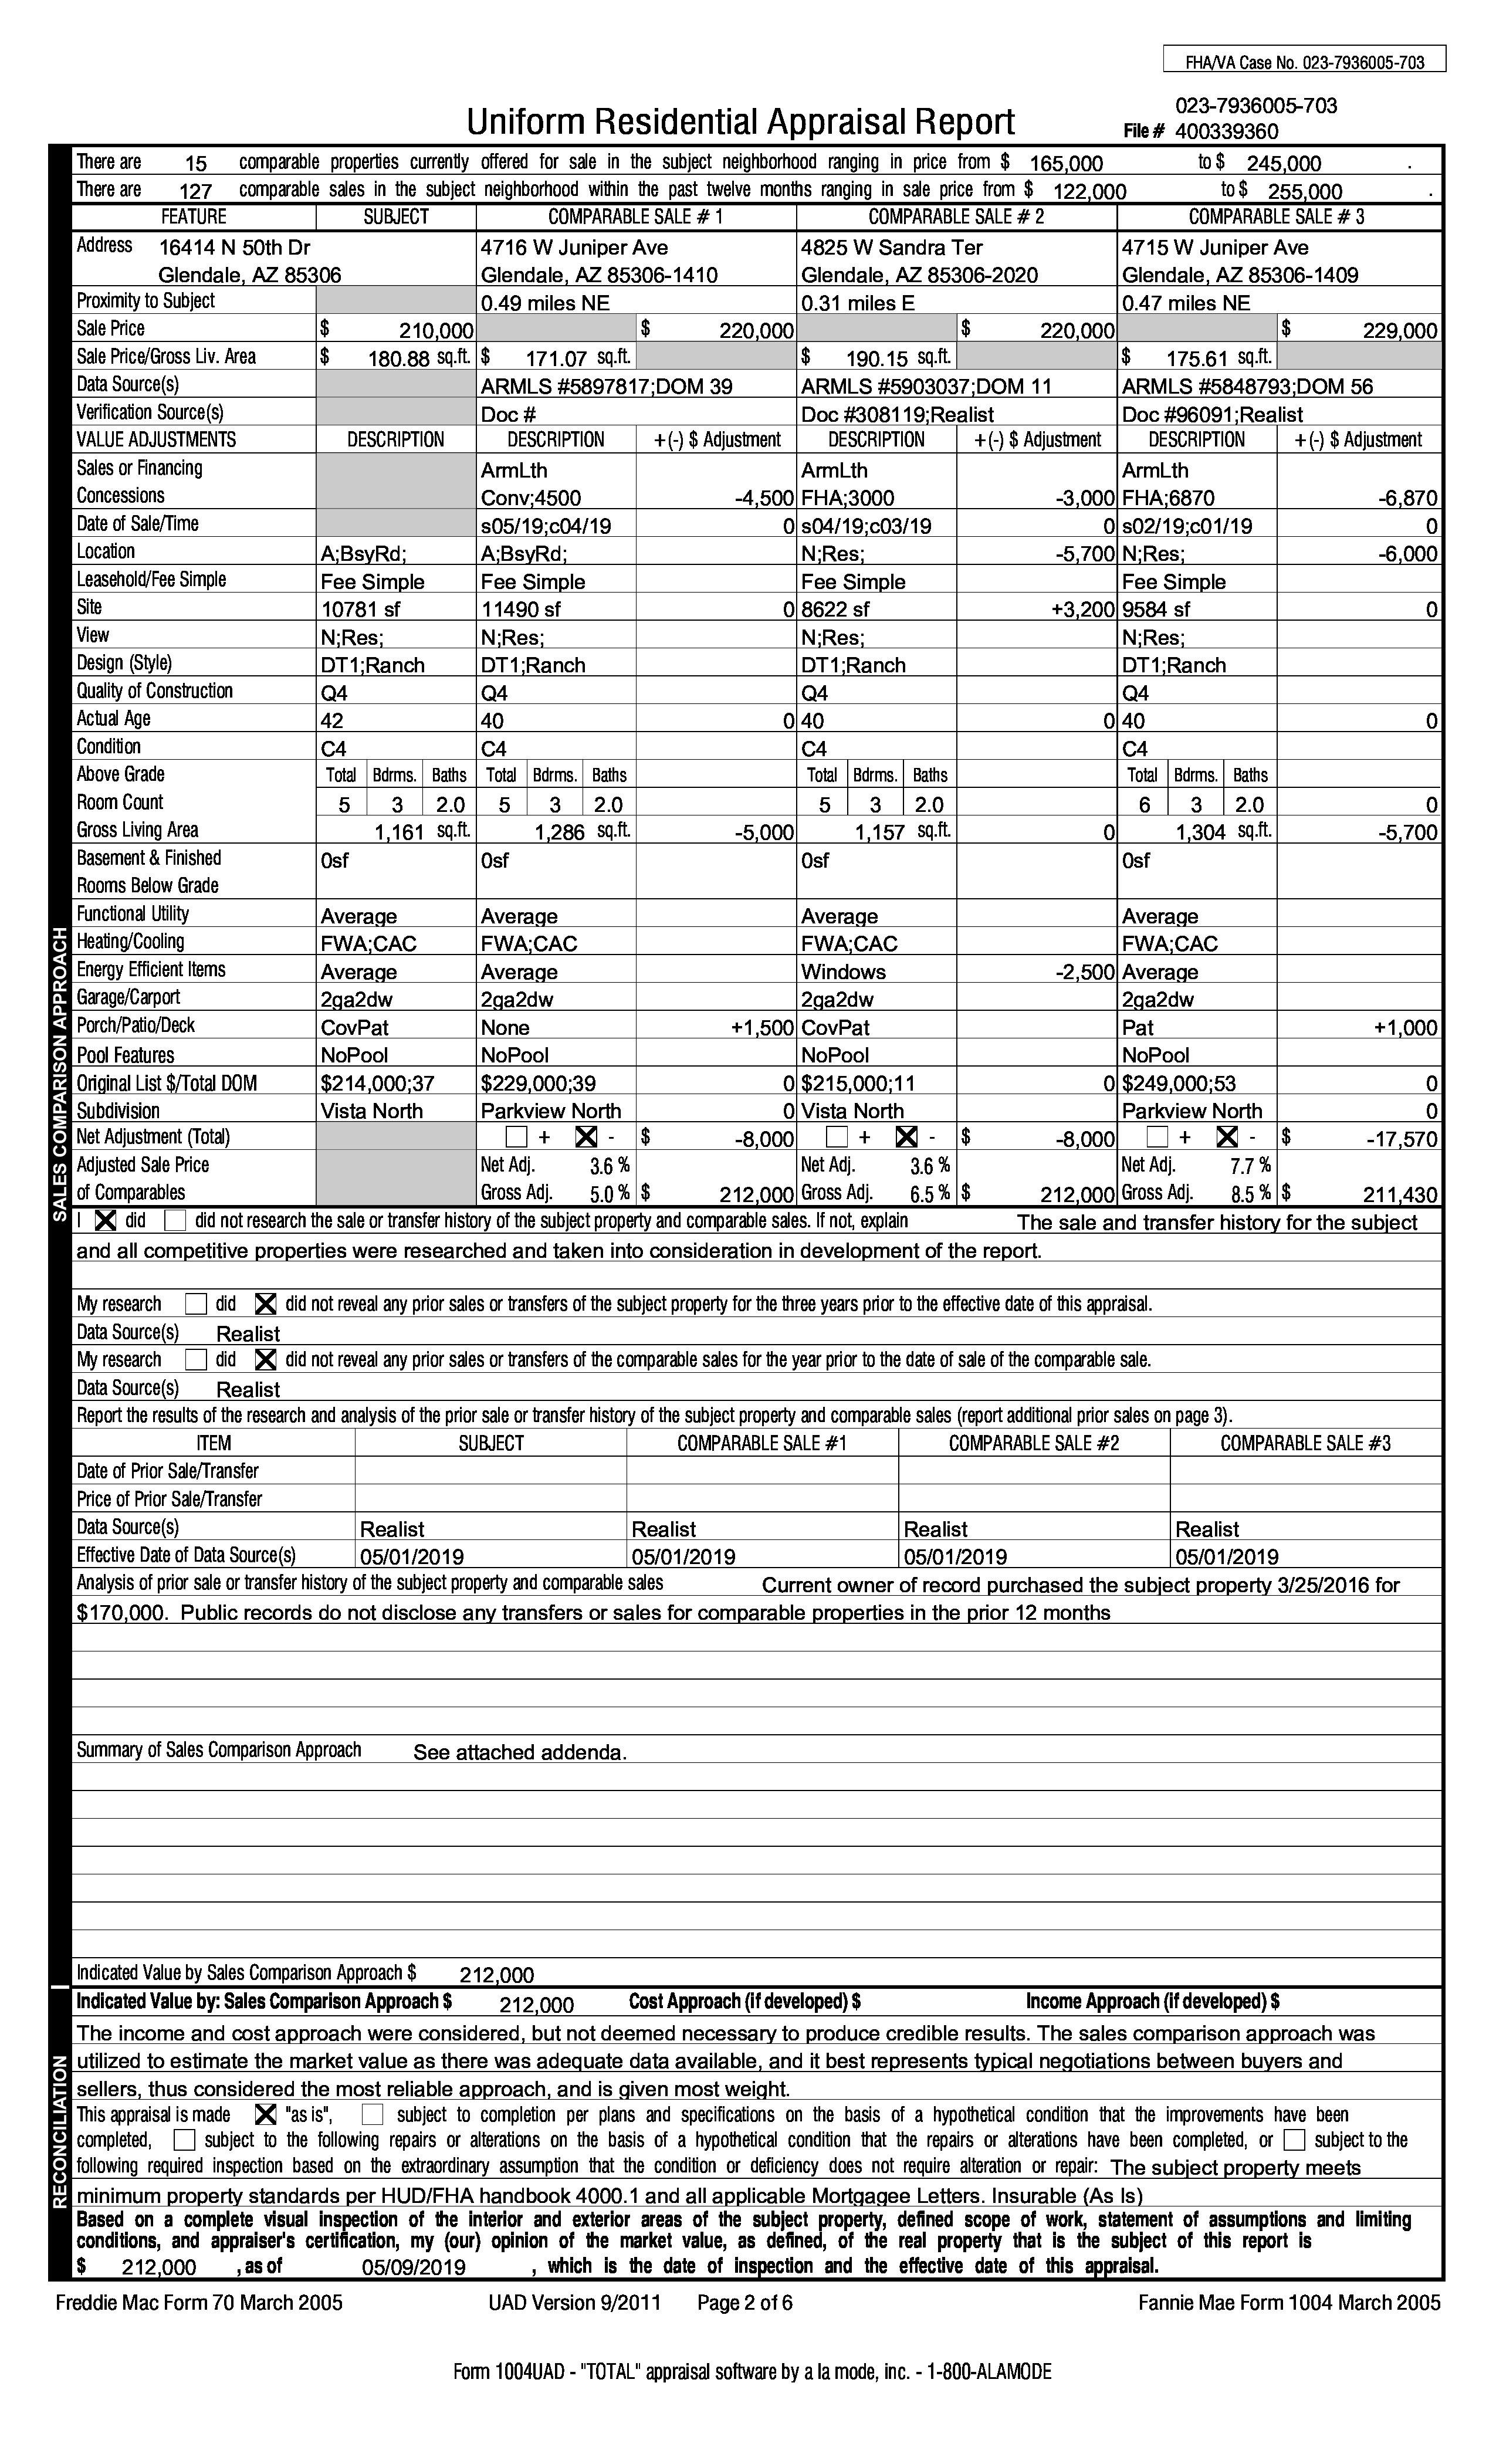 FHA/VA Case No. 023-7936005-703
023-7936005-703
Uniform Residential Appraisal Report File # 400339360
There are 15 comparable properties currently offered for sale in the subject neighborhood ranging in price from $ 165,000 to $ 245,000 .
There are 127 comparable sales in the subject neighborhood within the past twelve months ranging in sale price from $ 122,000 to $ 255,000 .
FEATURE SUBJECT COMPARABLE SALE # 1 COMPARABLE SALE # 2 COMPARABLE SALE # 3
Address 16414 N 50th Dr 4716 W Juniper Ave 4825 W Sandra Ter 4715 W Juniper Ave
Glendale, AZ 85306 Glendale, AZ 85306-1410 Glendale, AZ 85306-2020 Glendale, AZ 85306-1409
Proximity to Subject 0.49 miles NE 0.31 miles E 0.47 miles NE
Sale Price $ 210,000 $ 220,000 $ 220,000 $ 229,000
Sale Price/Gross Liv. Area $ 180.88 sq.ft. $ 171.07 sq.ft. $ 190.15 sq.ft. $ 175.61 sq.ft.
Data Source(s) ARMLS #5897817;DOM 39 ARMLS #5903037;DOM 11 ARMLS #5848793;DOM 56
Verification Source(s) Doc # Doc #308119;Realist Doc #96091;Realist
VALUE ADJUSTMENTS DESCRIPTION DESCRIPTION +(-) $ Adjustment DESCRIPTION +(-) $ Adjustment DESCRIPTION +(-) $ Adjustment
Sales or Financing ArmLth ArmLth ArmLth
Concessions Conv;4500 -4,500 FHA;3000 -3,000 FHA;6870 -6,870
Date of Sale/Time s05/19;c04/19 0 s04/19;c03/19 0 s02/19;c01/19 0
Location A;BsyRd; A;BsyRd; N;Res; -5,700 N;Res; -6,000
Leasehold/Fee Simple Fee Simple Fee Simple Fee Simple Fee Simple
Site 10781 sf 11490 sf 0 8622 sf +3,200 9584 sf 0
View N;Res; N;Res; N;Res; N;Res;
Design (Style) DT1;Ranch DT1;Ranch DT1;Ranch DT1;Ranch
Quality of Construction Q4 Q4 Q4 Q4
Actual Age 42 40 0 40 0 40 0
Condition C4 C4 C4 C4
Above Grade Total Bdrms. Baths Total Bdrms. Baths Total Bdrms. Baths Total Bdrms. Baths
Room Count 5 3 2.0 5 3 2.0 5 3 2.0 6 3 2.0 0
Gross Living Area 1,161 sq.ft. 1,286 sq.ft. -5,000 1,157 sq.ft. 0 1,304 sq.ft. -5,700
Basement & Finished 0sf 0sf 0sf 0sf
Rooms Below Grade
Functional Utility Average Average Average Average
Heating/Cooling FWA;CAC FWA;CAC FWA;CAC FWA;CAC
Energy Efficient Items Average Average Windows -2,500 Average
Garage/Carport 2ga2dw 2ga2dw 2ga2dw 2ga2dw
Porch/Patio/Deck CovPat None +1,500 CovPat Pat +1,000
Pool Features NoPool NoPool NoPool NoPool
Original List $/Total DOM $214,000;37 $229,000;39 0 $215,000;11 0 $249,000;53 0
Subdivision Vista North Parkview North 0 Vista North Parkview North 0
Net Adjustment (Total) + X - $ -8,000 + X - $ -8,000 + X - $ -17,570
Adjusted Sale Price Net Adj. 3.6 % Net Adj. 3.6 % Net Adj. 7.7 %
of Comparables Gross Adj. 5.0 % $ 212,000 Gross Adj. 6.5 % $ 212,000 Gross Adj. 8.5 % $ 211,430
SALES COMPARISON APPROACH
I X did did not research the sale or transfer history of the subject property and comparable sales. If not, explain The sale and transfer history for the subject
and all competitive properties were researched and taken into consideration in development of the report.
My research did X did not reveal any prior sales or transfers of the subject property for the three years prior to the effective date of this appraisal.
Data Source(s) Realist
My research did X did not reveal any prior sales or transfers of the comparable sales for the year prior to the date of sale of the comparable sale.
Data Source(s) Realist
Report the results of the research and analysis of the prior sale or transfer history of the subject property and comparable sales (report additional prior sales on page 3).
ITEM SUBJECT COMPARABLE SALE #1 COMPARABLE SALE #2 COMPARABLE SALE #3
Date of Prior Sale/Transfer
Price of Prior Sale/Transfer
Data Source(s) Realist Realist Realist Realist
Effective Date of Data Source(s) 05/01/2019 05/01/2019 05/01/2019 05/01/2019
Analysis of prior sale or transfer history of the subject property and comparable sales Current owner of record purchased the subject property 3/25/2016 for
$170,000. Public records do not disclose any transfers or sales for comparable properties in the prior 12 months
Summary of Sales Comparison Approach See attached addenda.
Indicated Value by Sales Comparison Approach $ 212,000
Indicated Value by: Sales Comparison Approach $ 212,000 Cost Approach (if developed) $ Income Approach (if developed) $
The income and cost approach were considered, but not deemed necessary to produce credible results. The sales comparison approach was
utilized to estimate the market value as there was adequate data available, and it best represents typical negotiations between buyers and
sellers, thus considered the most reliable approach, and is given most weight.
This appraisal is made X "as is", subject to completion per plans and specifications on the basis of a hypothetical condition that the improvements have been
completed, subject to the following repairs or alterations on the basis of a hypothetical condition that the repairs or alterations have been completed, or subject to the
following required inspection based on the extraordinary assumption that the condition or deficiency does not require alteration or repair: The subject property meets
minimum property standards per HUD/FHA handbook 4000.1 and all applicable Mortgagee Letters. Insurable (As Is)
Based on a complete visual inspection of the interior and exterior areas of the subject property, defined scope of work, statement of assumptions and limiting
conditions, and appraiser's certification, my (our) opinion of the market value, as defined, of the real property that is the subject of this report is
$ 212,000 , as of 05/09/2019 , which is the date of inspection and the effective date of this appraisal.
RECONCILIATION
Freddie Mac Form 70 March 2005 UAD Version 9/2011 Page 2 of 6 Fannie Mae Form 1004 March 2005
Form 1004UAD - "TOTAL" appraisal software by a la mode, inc. - 1-800-ALAMODE